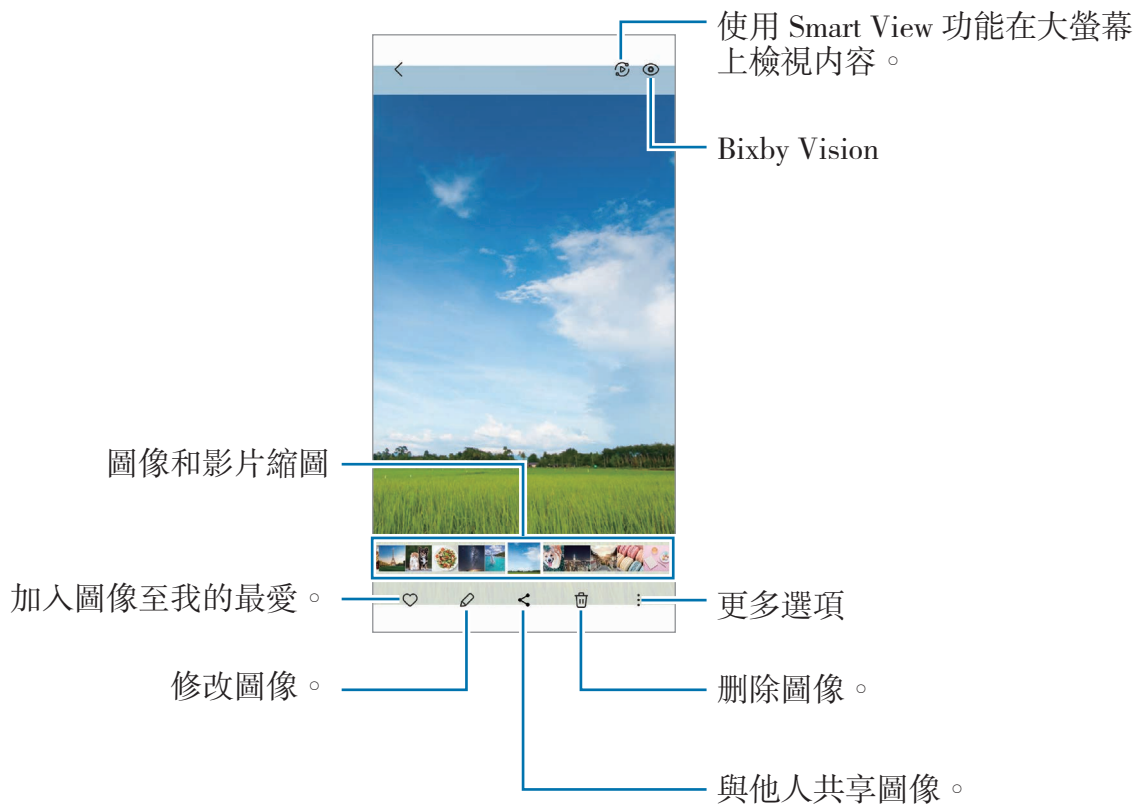 使用 Smart View 功能在大螢幕
上檢視内容。
Bixby Vision
圖像和影片縮圖
加入圖像至我的最愛。
更多選項
修改圖像。
刪除圖像。
與他人共享圖像。